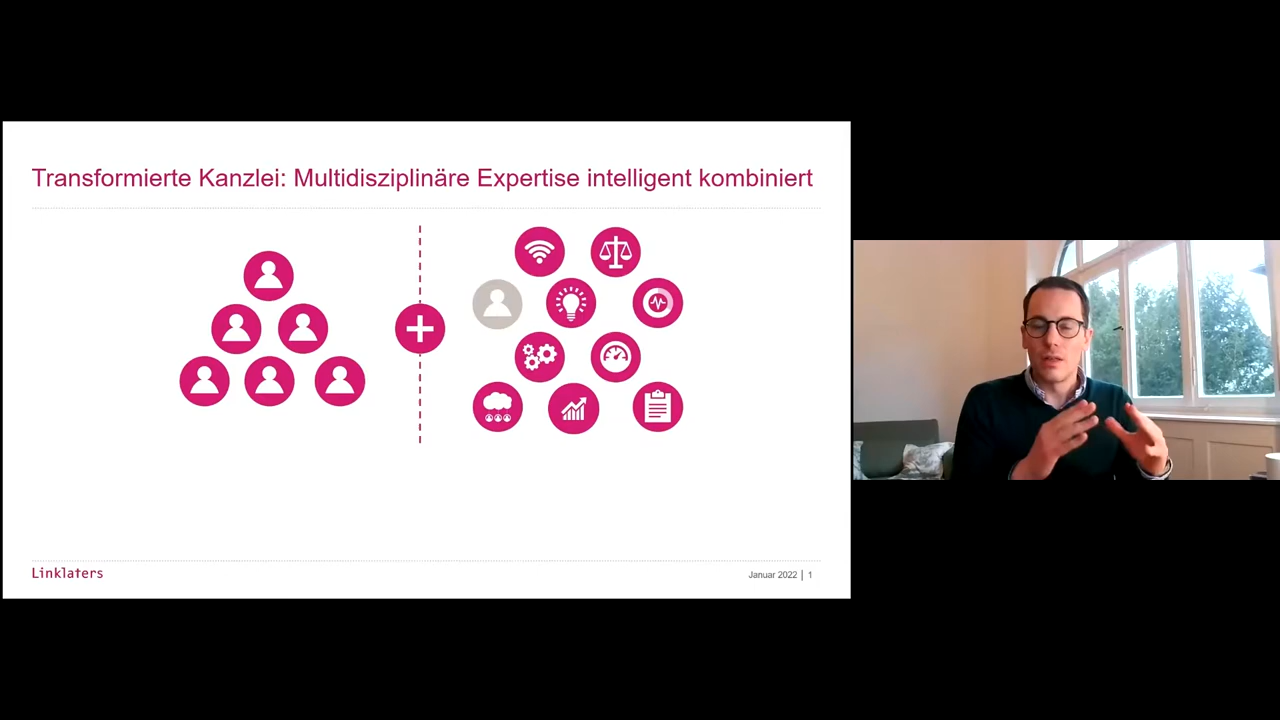 Transformierte Kanzlei: Multidisziplinäre Expertise intelligent kombiniert
Linklaters
Januar 2022 | 1